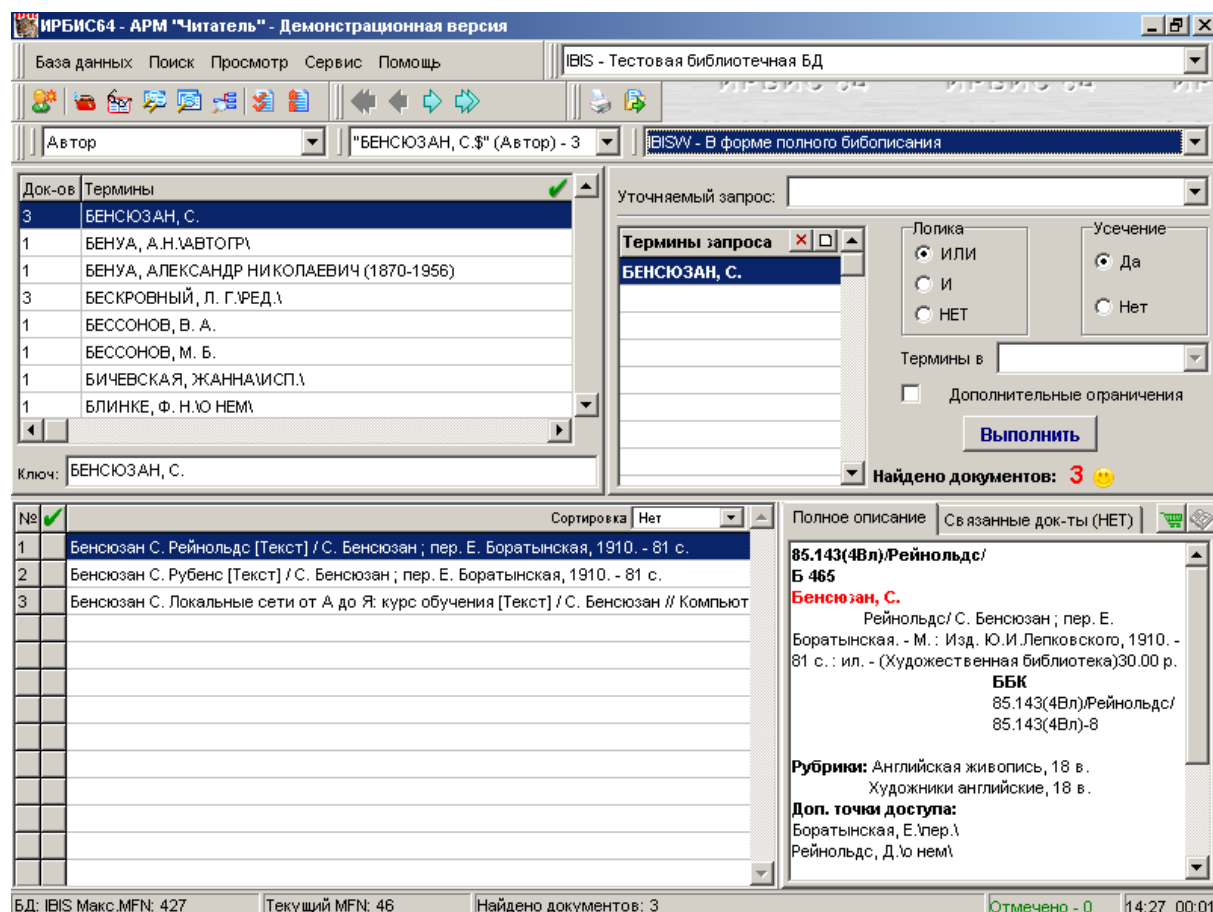 ИРБИС64 - АРМ "Читатель" - Демонстрационная версия
База данных Поиск Просмотр Сервис Помощь
IBIS - Тестовая библиотечная БД
Автор
"БЕНСЮЗАН, С.$" (Автор) - 3
IBISW - В форме полного бибописания
Док-ов Термины
3 БЕНСЮЗАН, С.
1 БЕНУА, А.Н.\АВТОГР\
1 БЕНУА, АЛЕКСАНДР НИКОЛАЕВИЧ (1870-1956)
3 БЕСКРОВНЫЙ, Л. Г.\РЕД.\
1 БЕССОНОВ, В. А.
1 БЕССОНОВ, М. Б.
1 БИЧЕВСКАЯ, ЖАННА\ИСП.\
1 БЛИНКЕ, Ф. Н.\О НЕМ\
Ключ: БЕНСЮЗАН, С.
Уточняемый запрос:
Термины запроса
БЕНСЮЗАН, С.
Логика
ИЛИ
И
НЕТ
Усечение
Да
Нет
Термины в
Дополнительные ограничения
Выполнить
Найдено документов: 3
№ Сортировка Нет
1 Бенсюзан С. Рейнольдс [Текст] / С. Бенсюзан ; пер. Е. Боратынская, 1910. - 81 с.
2 Бенсюзан С. Рубенс [Текст] / С. Бенсюзан ; пер. Е. Боратынская, 1910. - 81 с.
3 Бенсюзан С. Локальные сети от А до Я: курс обучения [Текст] / С. Бенсюзан // Компьют
Полное описание Связанные док-ты (НЕТ)
85.143(4Вл)/Рейнольдс/
Б 465
Бенсюзан, С.
Рейнольдс/ С. Бенсюзан ; пер. Е.
Боратынская. - М. : Изд. Ю.И.Лепковского, 1910. -
81 с. : ил. - (Художественная библиотека)30.00 р.
ББК
85.143(4Вл)/Рейнольдс/
85.143(4Вл)-8
Рубрики: Английская живопись, 18 в.
Художники английские, 18 в.
Доп. точки доступа:
Боратынская, Е.\пер.\
Рейнольдс, Д.\о нем\
БД: IBIS Макс.MFN: 427
Текущий MFN: 46
Найдено документов: 3
Отмечено - 0
14:27 00:01